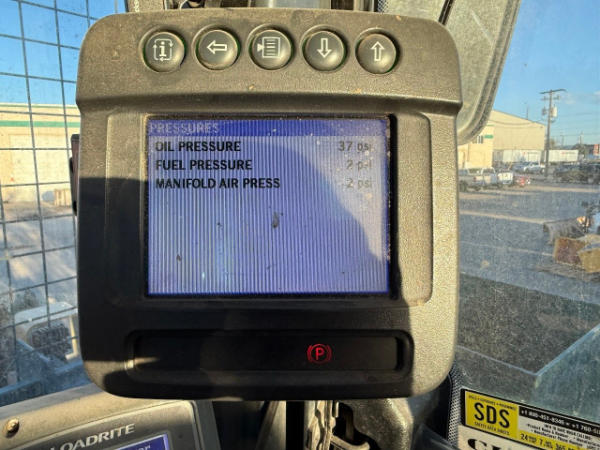 PRESSURES
OIL PRESSURE 37 psi
FUEL PRESSURE 2 psi
MANIFOLD AIR PRESS -2 psi
P
LOADRITE
SDS